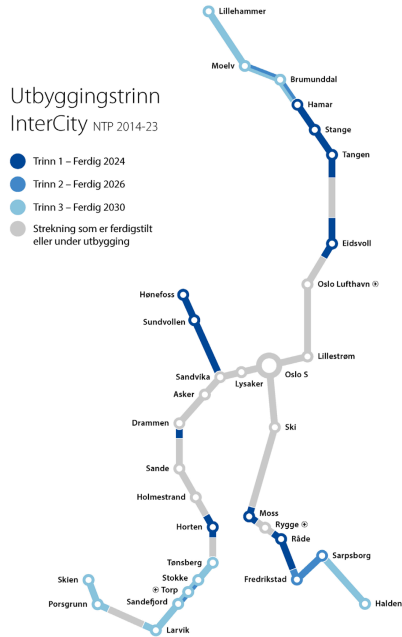 Utbyggingstrinn
InterCity NTP 2014-23
Trinn 1 – Ferdig 2024
Trinn 2 – Ferdig 2026
Trinn 3 – Ferdig 2030
Strekning som er ferdigstilt
eller under utbygging
Lillehammer
Moelv
Brumunddal
Hamar
Stange
Tangen
Eidsvoll
Oslo Lufthavn
Lillestrøm
Oslo S
Lysaker
Sandvika
Hønefoss
Sundvollen
Asker
Drammen
Sande
Holmestrand
Horten
Tønsberg
Stokke
Torp
Sandefjord
Larvik
Porsgrunn
Skien
Ski
Moss
Rygge
Råde
Fredrikstad
Sarpsborg
Halden